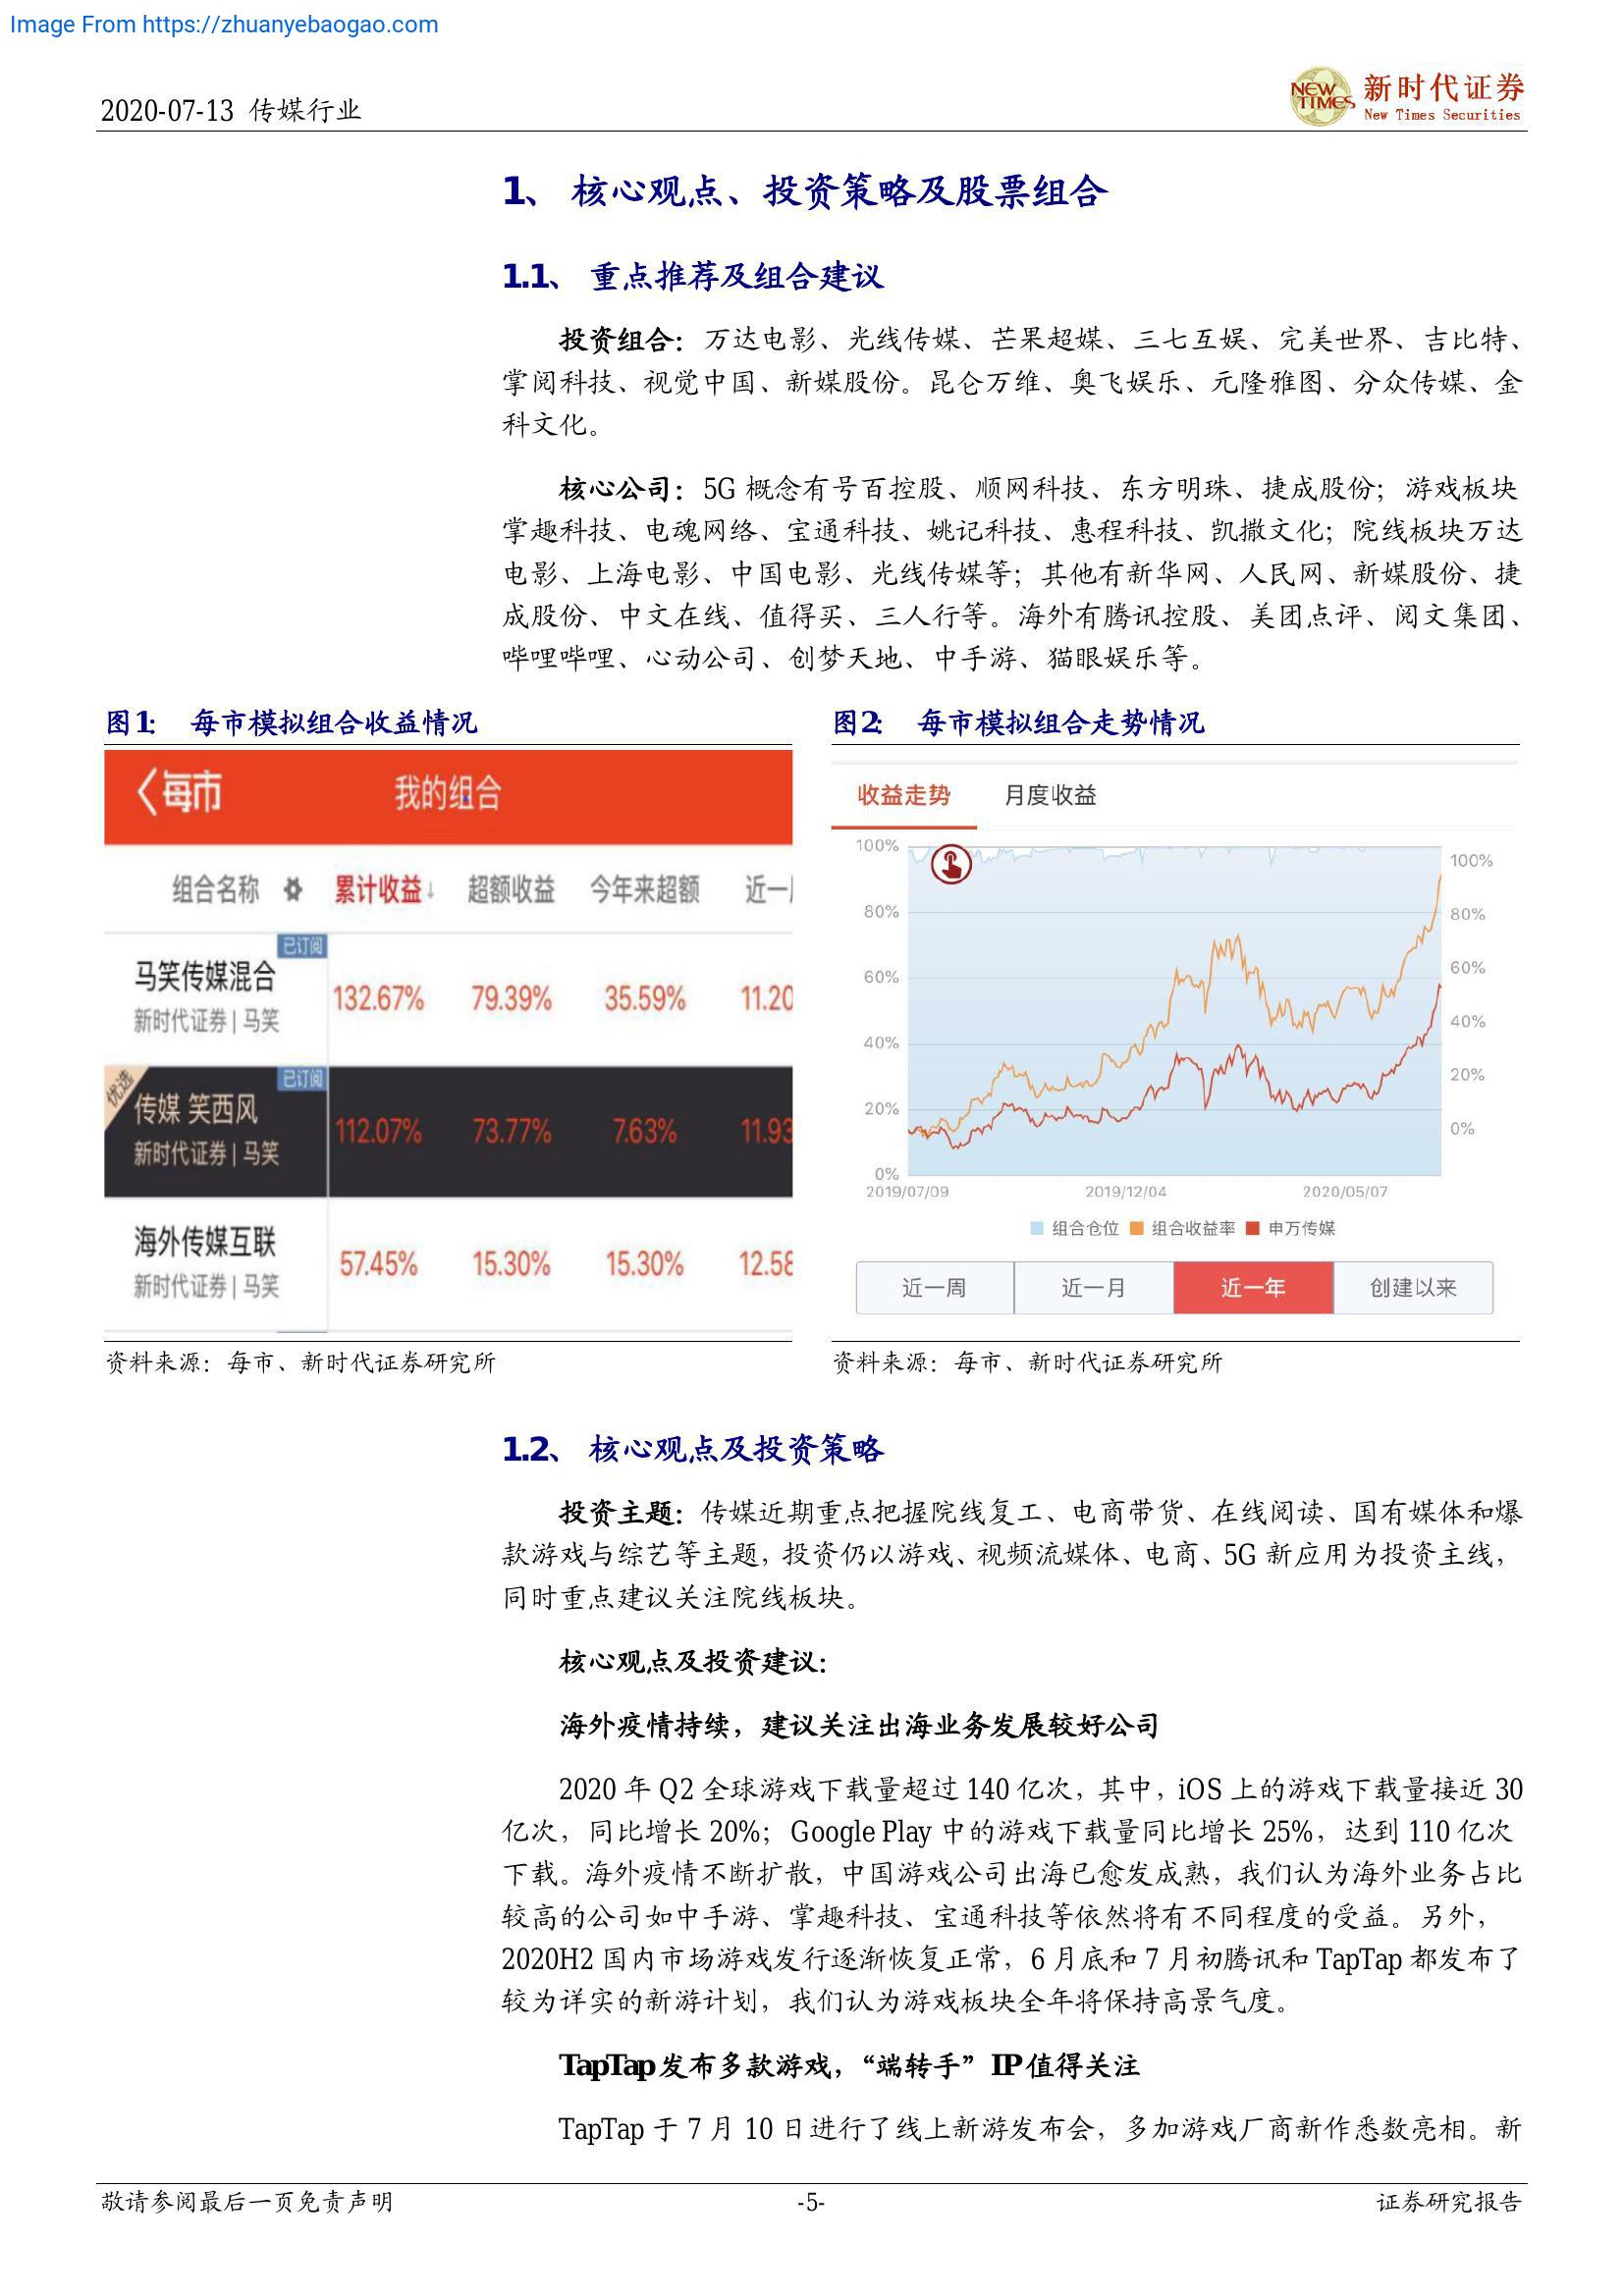 Image From https://zhuanyebaogao.com
2020-07-13 传媒行业
NEW TIMES
新时代证券
New Times Securities
1、 核心观点、投资策略及股票组合
1.1、 重点推荐及组合建议
投资组合：万达电影、光线传媒、芒果超媒、三七互娱、完美世界、吉比特、
掌阅科技、视觉中国、新媒股份。昆仑万维、奥飞娱乐、元隆雅图、分众传媒、金
科文化。
核心公司：5G 概念有号百控股、顺网科技、东方明珠、捷成股份；游戏板块
掌趣科技、电魂网络、宝通科技、姚记科技、惠程科技、凯撒文化；院线板块万达
电影、上海电影、中国电影、光线传媒等；其他有新华网、人民网、新媒股份、捷
成股份、中文在线、值得买、三人行等。海外有腾讯控股、美团点评、阅文集团、
哔哩哔哩、心动公司、创梦天地、中手游、猫眼娱乐等。
图1： 每市模拟组合收益情况
每市 我的组合
组合名称 累计收益↓ 超额收益 今年来超额 近一
已订阅
马笑传媒混合
新时代证券 | 马笑
132.67% 79.39% 35.59% 11.20
优选
已订阅
传媒 笑西风
新时代证券 | 马笑
112.07% 73.77% 7.63% 11.93
海外传媒互联
新时代证券 | 马笑
57.45% 15.30% 15.30% 12.58
资料来源：每市、新时代证券研究所
图2： 每市模拟组合走势情况
收益走势 月度收益
100%
80%
60%
40%
20%
0%
100%
80%
60%
40%
20%
0%
2019/07/09 2019/12/04 2020/05/07
组合仓位 组合收益率 申万传媒
近一周 近一月 近一年 创建以来
资料来源：每市、新时代证券研究所
1.2、 核心观点及投资策略
投资主题：传媒近期重点把握院线复工、电商带货、在线阅读、国有媒体和爆
款游戏与综艺等主题，投资仍以游戏、视频流媒体、电商、5G 新应用为投资主线，
同时重点建议关注院线板块。
核心观点及投资建议：
海外疫情持续，建议关注出海业务发展较好公司
2020 年 Q2 全球游戏下载量超过 140 亿次，其中，iOS 上的游戏下载量接近 30
亿次，同比增长 20%；Google Play 中的游戏下载量同比增长 25%，达到 110 亿次
下载。海外疫情不断扩散，中国游戏公司出海已愈发成熟，我们认为海外业务占比
较高的公司如中手游、掌趣科技、宝通科技等依然将有不同程度的受益。另外，
2020H2 国内市场游戏发行逐渐恢复正常，6 月底和 7 月初腾讯和 TapTap 都发布了
较为详实的新游计划，我们认为游戏板块全年将保持高景气度。
TapTap 发布多款游戏，“端转手”IP 值得关注
TapTap 于 7 月 10 日进行了线上新游发布会，多加游戏厂商新作悉数亮相。新
敬请参阅最后一页免责声明
-5-
证券研究报告